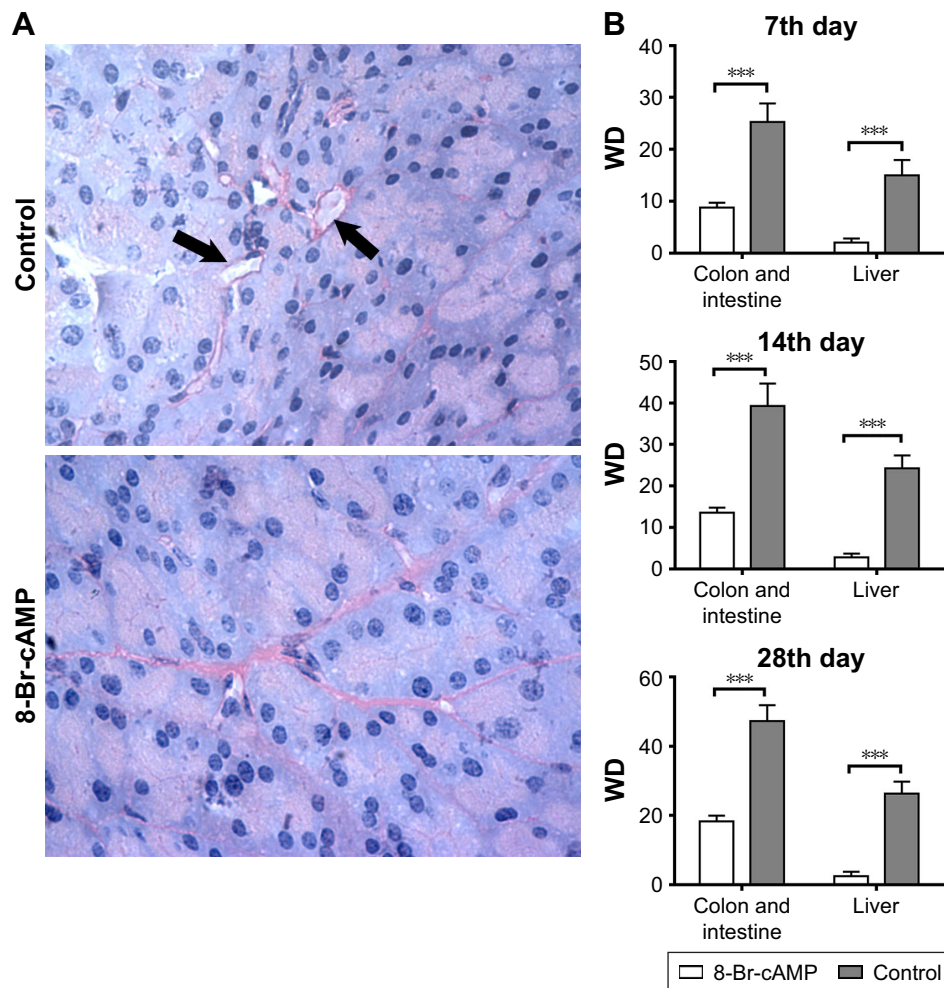 A
Control
8-Br-cAMP
B
7th day
WD
40
30
20
10
0
***
***
Colon and
intestine
Liver
14th day
WD
50
40
30
20
10
0
***
***
Colon and
intestine
Liver
28th day
WD
60
40
20
0
***
***
Colon and
intestine
Liver
8-Br-cAMP
Control